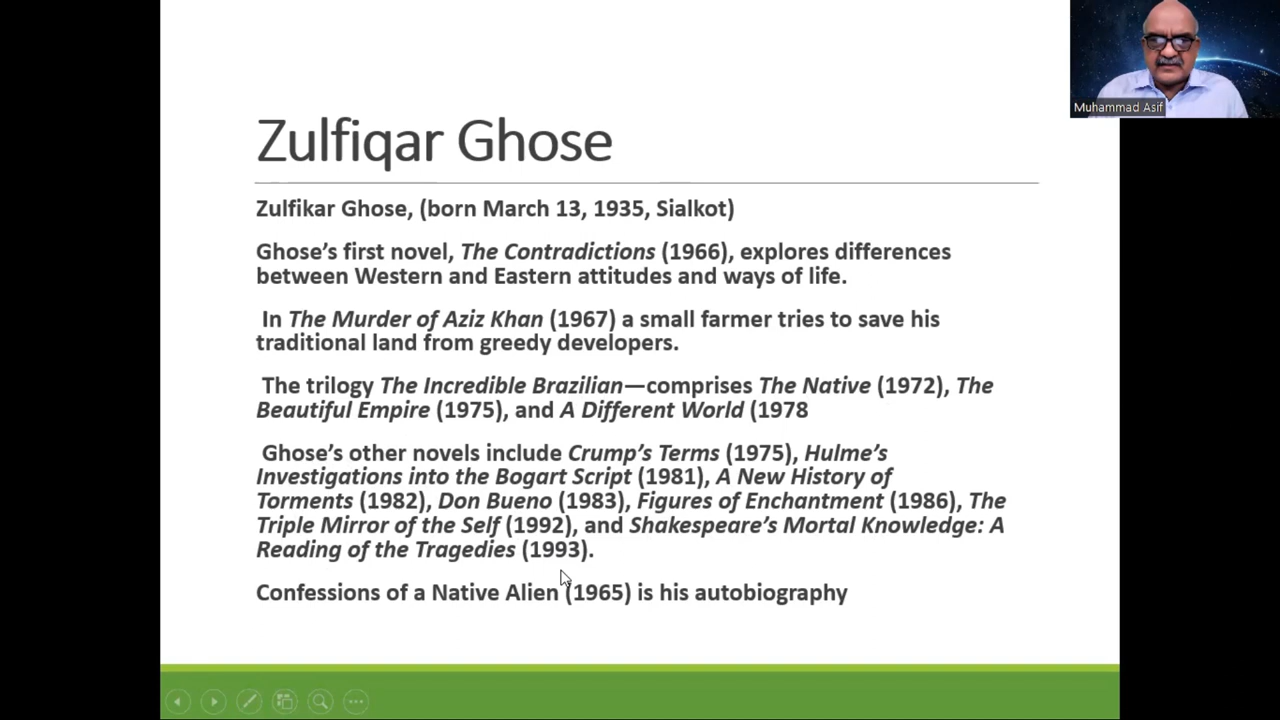 Muhammad Asif
Zulfiqar Ghose
Zulfikar Ghose, (born March 13, 1935, Sialkot)
Ghose’s first novel, The Contradictions (1966), explores differences
between Western and Eastern attitudes and ways of life.
In The Murder of Aziz Khan (1967) a small farmer tries to save his
traditional land from greedy developers.
The trilogy The Incredible Brazilian—comprises The Native (1972), The
Beautiful Empire (1975), and A Different World (1978
Ghose’s other novels include Crump’s Terms (1975), Hulme’s
Investigations into the Bogart Script (1981), A New History of
Torments (1982), Don Bueno (1983), Figures of Enchantment (1986), The
Triple Mirror of the Self (1992), and Shakespeare’s Mortal Knowledge: A
Reading of the Tragedies (1993).
Confessions of a Native Alien (1965) is his autobiography